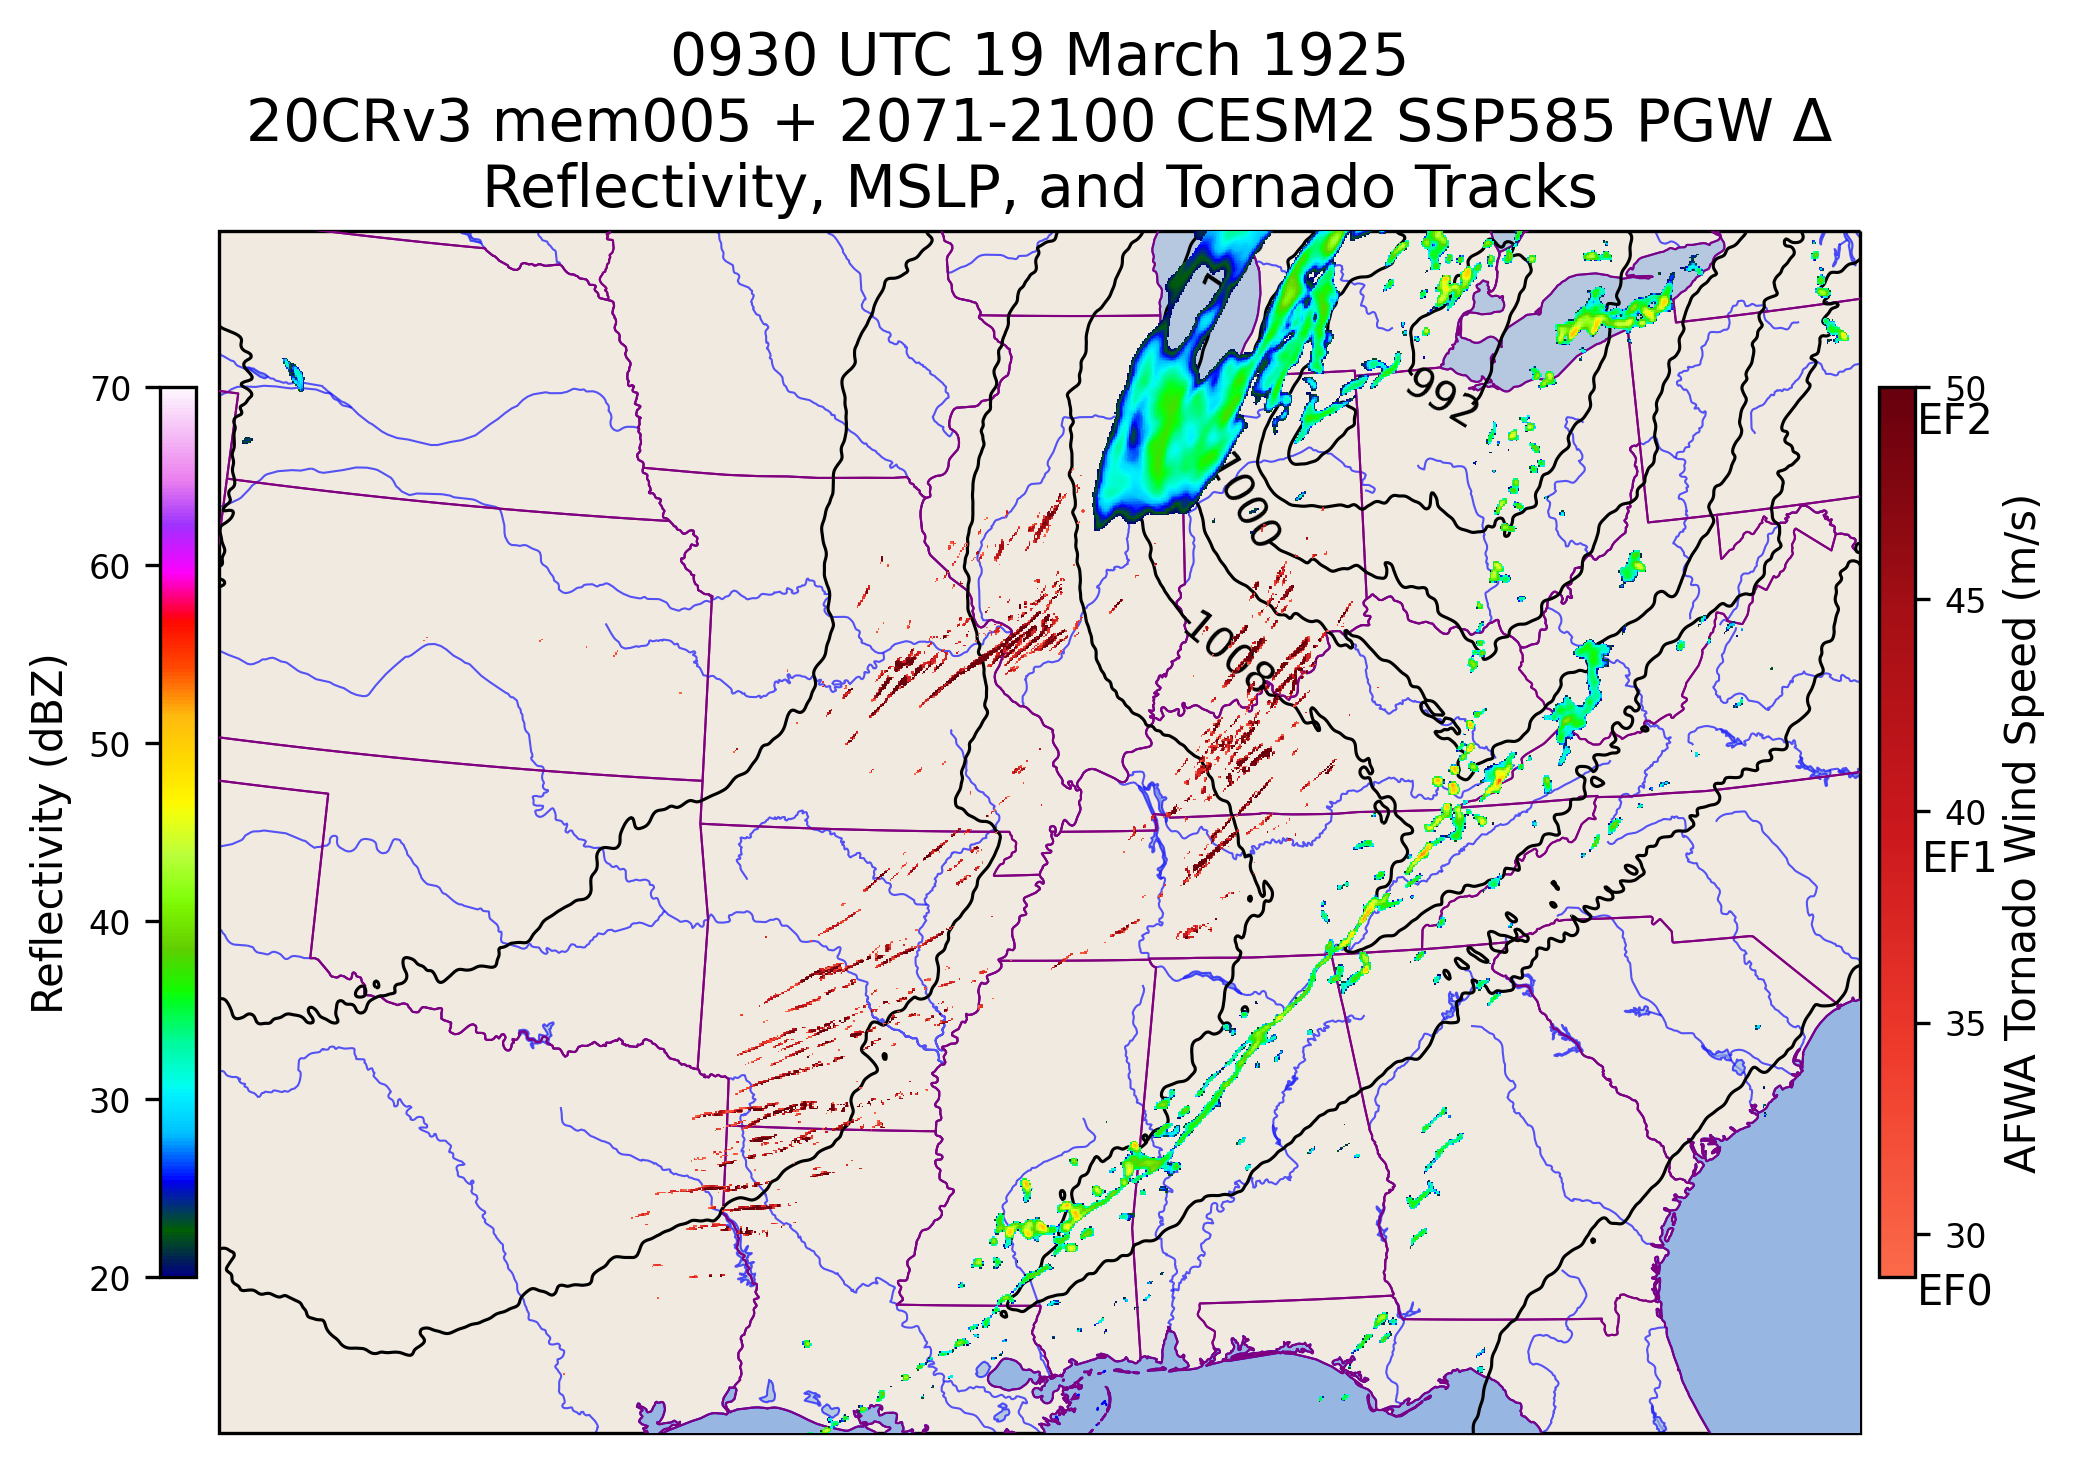 0930 UTC 19 March 1925
20CRv3 mem005 + 2071-2100 CESM2 SSP585 PGW Δ
Reflectivity, MSLP, and Tornado Tracks
70
60
50
40
30
20
Reflectivity (dBZ)
992
1000
1008
50
EF2
45
40
EF1
35
30
EF0
AFWA Tornado Wind Speed (m/s)